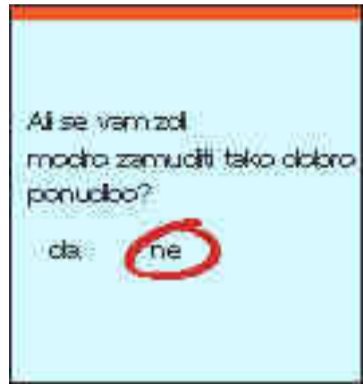 Ali se vam zdi
modro zamuditi tako dobro
ponudbo?
da ne